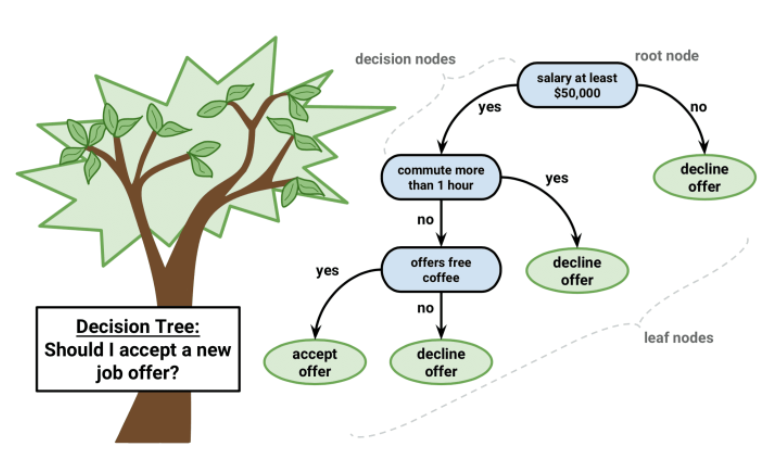 decision nodes
root node
salary at least
$50,000
yes
no
commute more
than 1 hour
decline
offer
yes
no
offers free
coffee
decline
offer
yes
no
accept
offer
decline
offer
leaf nodes
Decision Tree:
Should I accept a new
job offer?